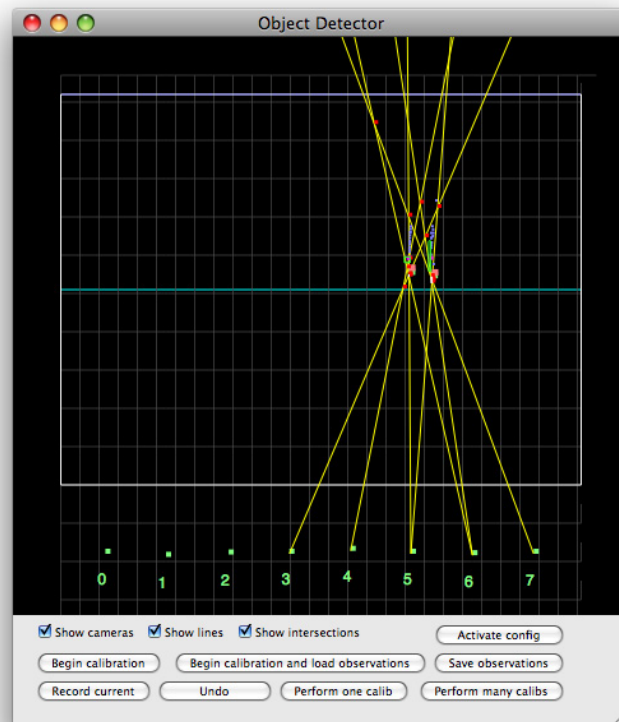 Object Detector
0 1 2 3 4 5 6 7
Show cameras Show lines Show intersections Activate config
Begin calibration Begin calibration and load observations Save observations
Record current Undo Perform one calib Perform many calibs